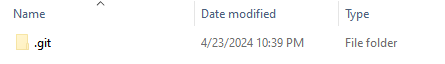 Name Date modified Type
.git 4/23/2024 10:39 PM File folder